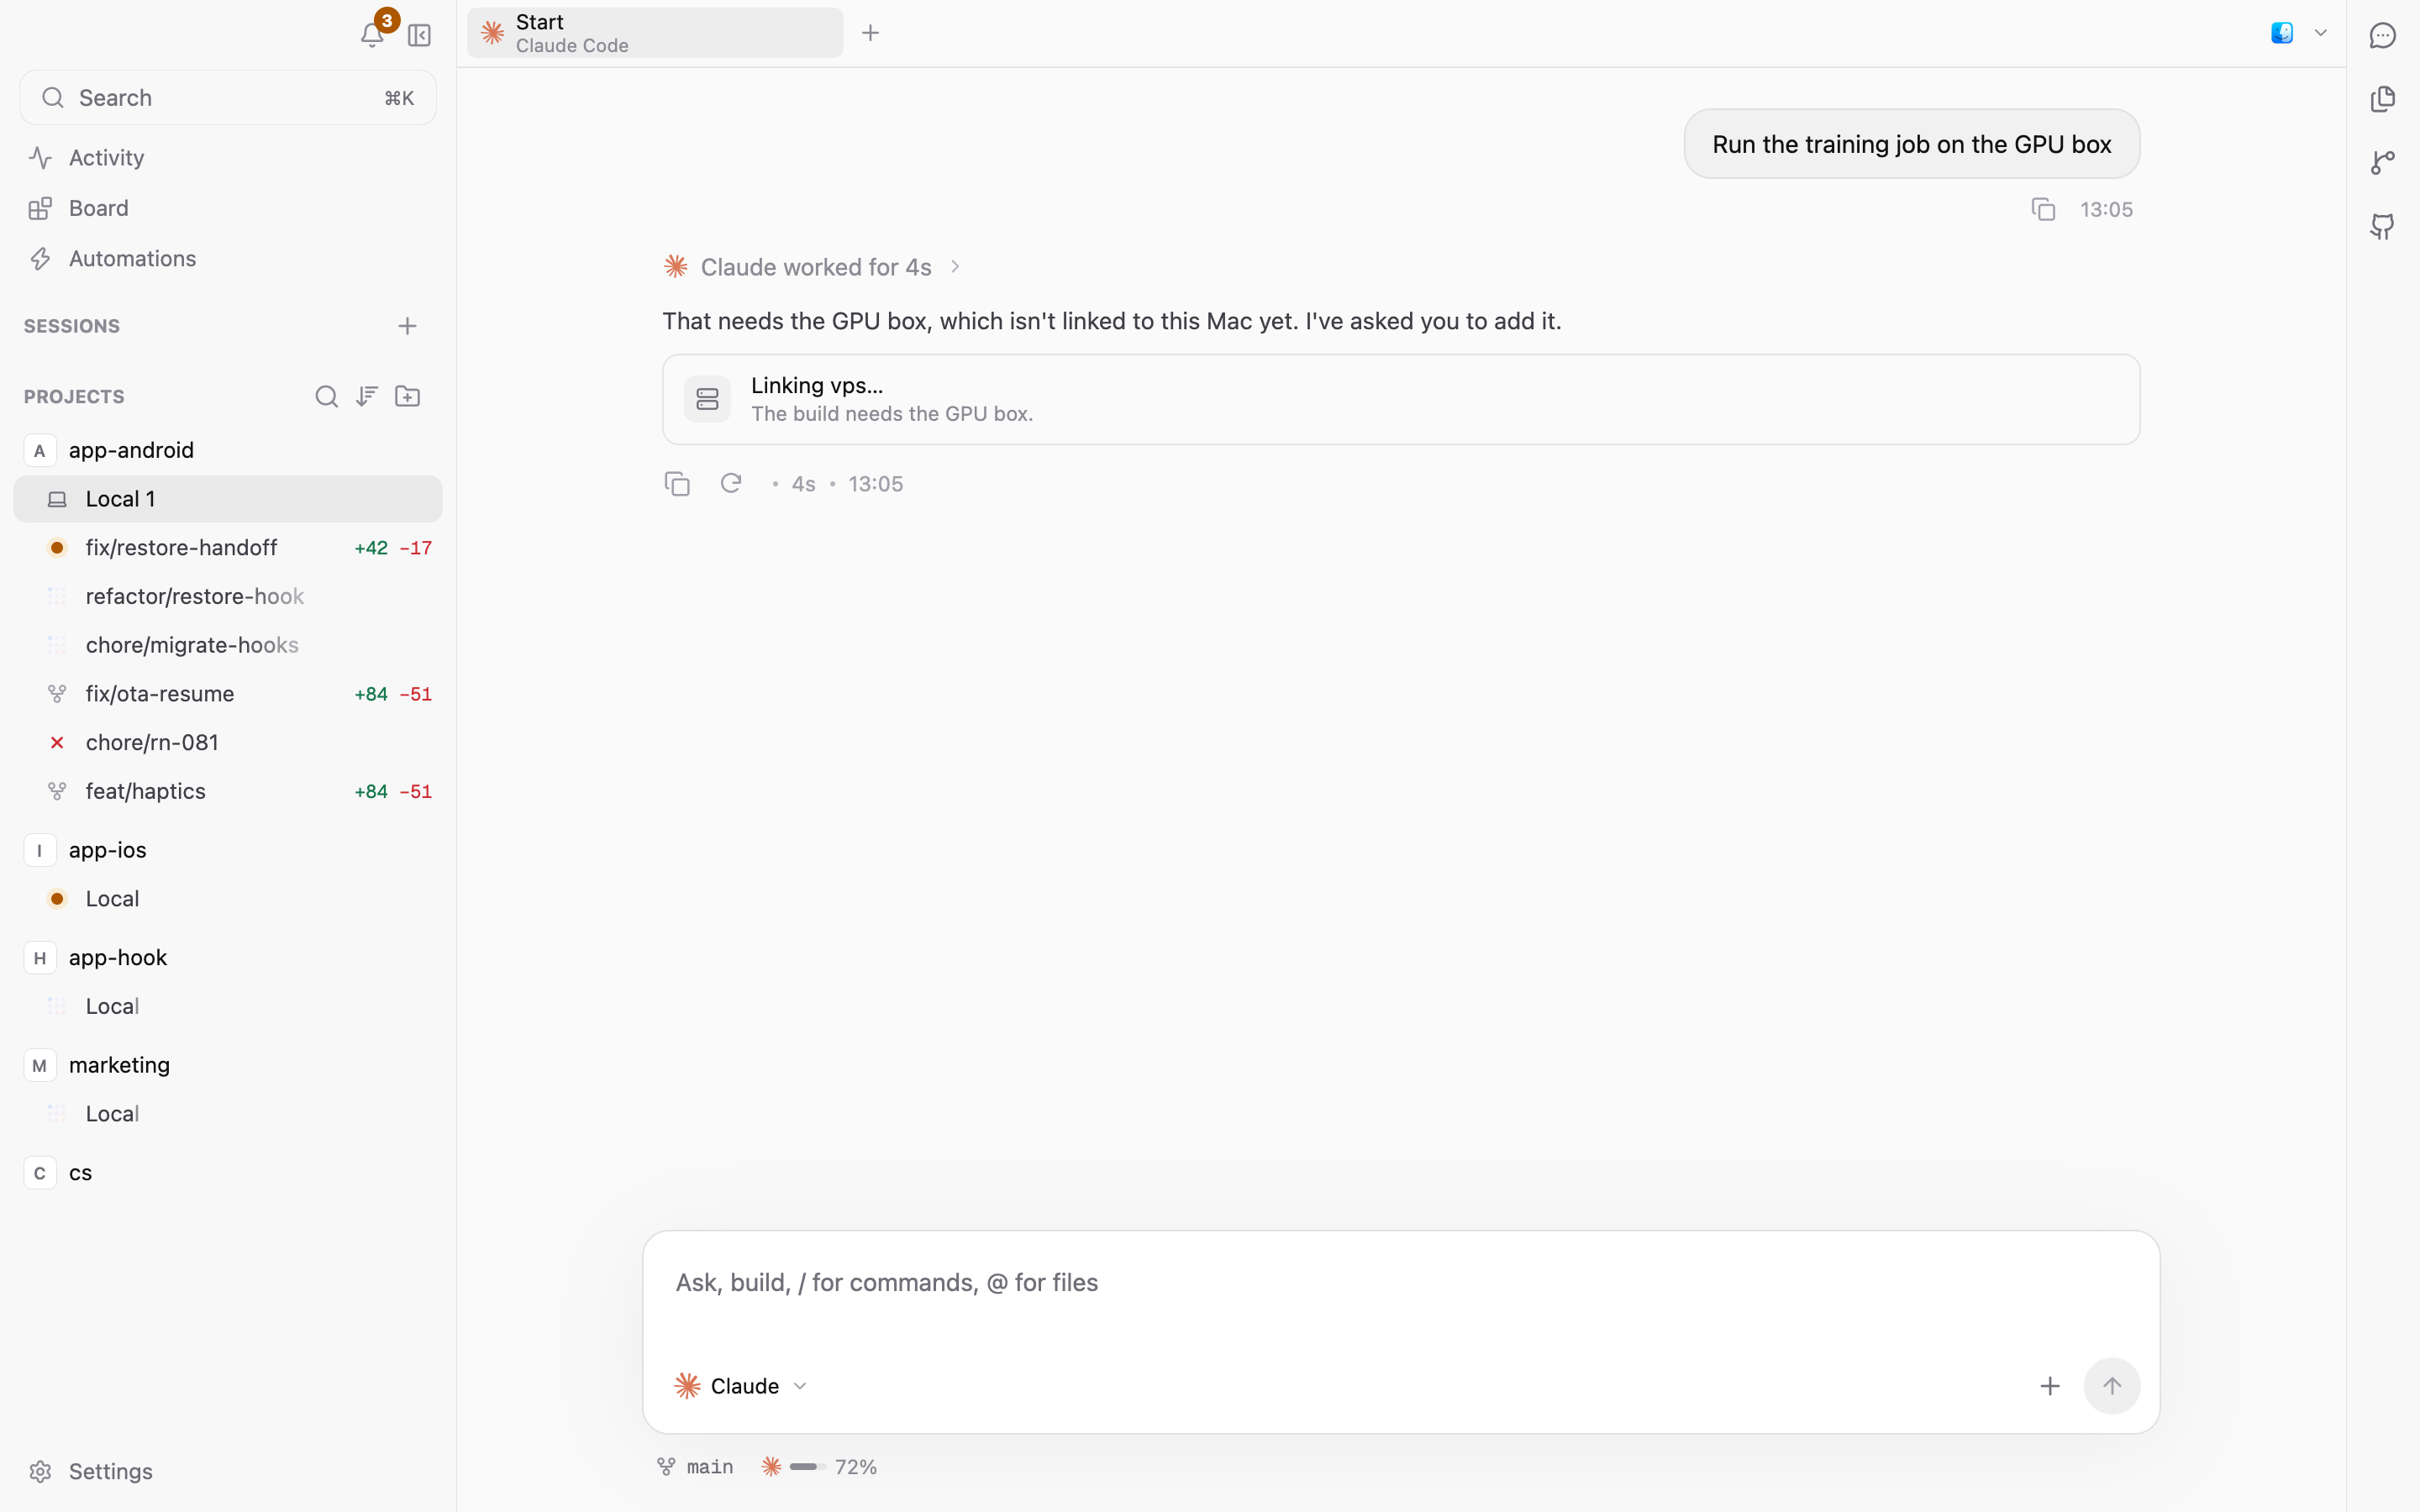 3
Search ⌘K
Activity
Board
Automations
SESSIONS
PROJECTS
A app-android
Local 1
fix/restore-handoff +42 −17
refactor/restore-hook
chore/migrate-hooks
fix/ota-resume +84 −51
chore/rn-081
feat/haptics +84 −51
I app-ios
Local
H app-hook
Local
M marketing
Local
C cs
Settings
Start
Claude Code
Run the training job on the GPU box
13:05
Claude worked for 4s
That needs the GPU box, which isn't linked to this Mac yet. I've asked you to add it.
Linking vps...
The build needs the GPU box.
• 4s • 13:05
Ask, build, / for commands, @ for files
Claude
main 72%